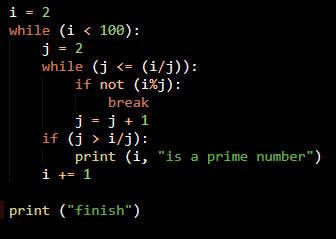 i = 2
while (i < 100):
    j = 2
    while (j <= (i/j)):
        if not (i%j):
            break
        j = j + 1
    if (j > i/j):
        print (i, "is a prime number")
    i += 1

print ("finish")